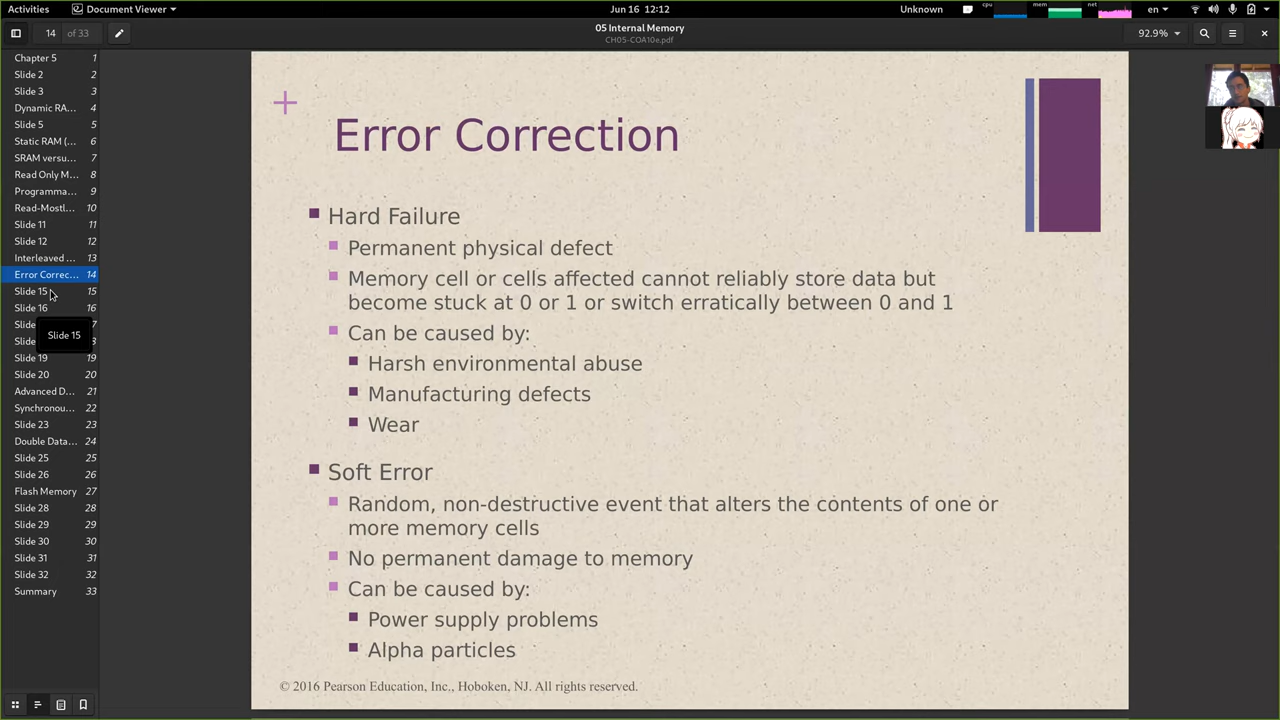 Activities
Document Viewer
Jun 16 12:12
Unknown
cpu
mem
net
en
14 of 33
05 Internal Memory
CH05-COA10e.pdf
92.9%
Chapter 5 1
Slide 2 2
Slide 3 3
Dynamic RA... 4
Slide 5 5
Static RAM (... 6
SRAM versu... 7
Read Only M... 8
Programma... 9
Read-Mostl... 10
Slide 11 11
Slide 12 12
Interleaved ... 13
Error Correc... 14
Slide 15 15
Slide 16 16
Slide 7
Slide 15
Slide 8
Slide 19 19
Slide 20 20
Advanced D... 21
Synchronou... 22
Slide 23 23
Double Data... 24
Slide 25 25
Slide 26 26
Flash Memory 27
Slide 28 28
Slide 29 29
Slide 30 30
Slide 31 31
Slide 32 32
Summary 33
+
Error Correction
Hard Failure
Permanent physical defect
Memory cell or cells affected cannot reliably store data but
become stuck at 0 or 1 or switch erratically between 0 and 1
Can be caused by:
Harsh environmental abuse
Manufacturing defects
Wear
Soft Error
Random, non-destructive event that alters the contents of one or
more memory cells
No permanent damage to memory
Can be caused by:
Power supply problems
Alpha particles
© 2016 Pearson Education, Inc., Hoboken, NJ. All rights reserved.